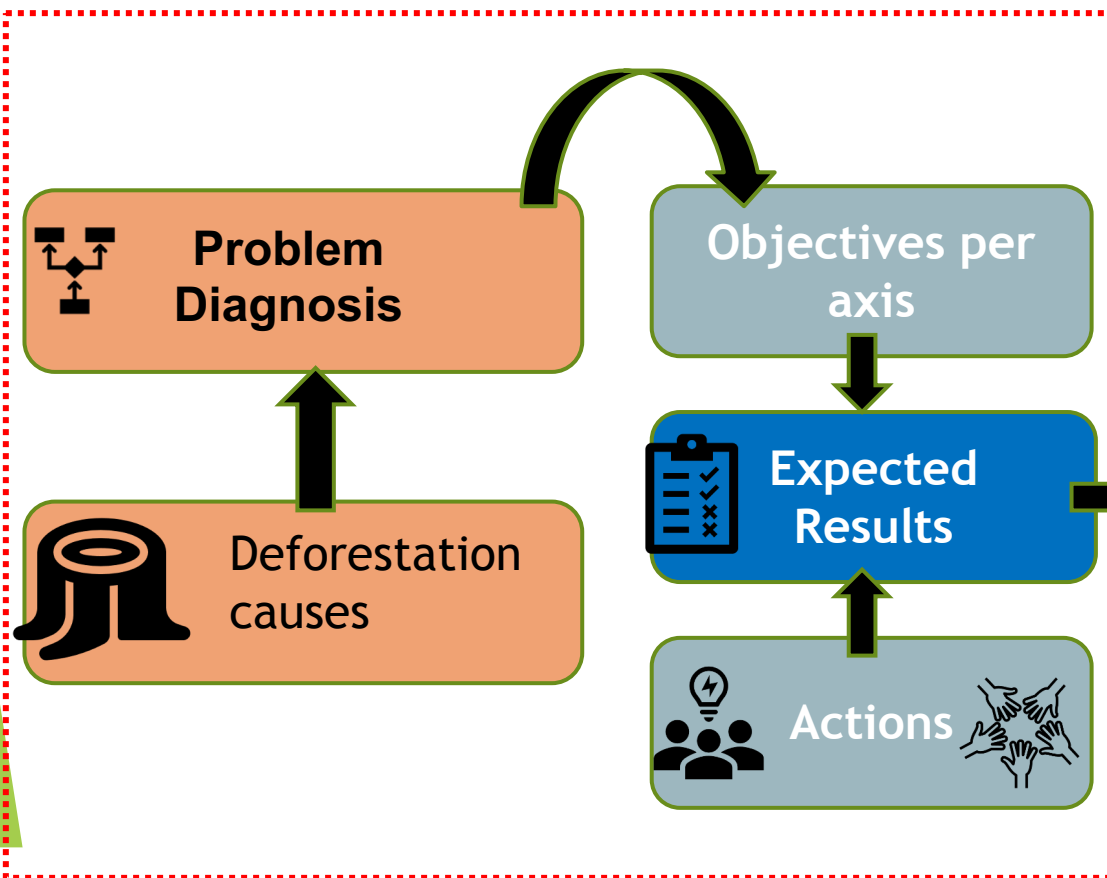 Problem
Diagnosis
Deforestation
causes
Objectives per
axis
Expected
Results
Actions